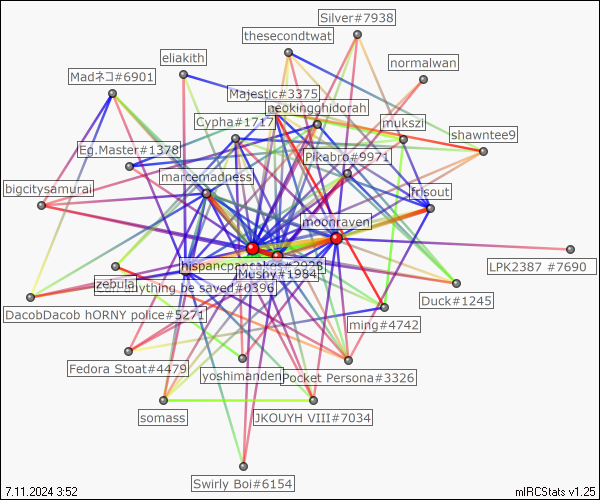 Silver#7938
thesecondtwat
eliakith
normalwan
Madネコ#6901
Majestic#3375
neokingghidorah
Cypha#1717
mukszi
shawntee9
Eg.Master#1378
Pikabro#9971
marcemadness
bigcitysamurai
frisout
moonraven
hispancpancakes#2928
LPK2387 #7690
Mushy#1984
zebula
anything be saved#0396
Duck#1245
DacobDacob hORNY police#5271
ming#4742
Fedora Stoat#4479
yoshimanden
Pocket Persona#3326
somass
JKOUYH VIII#7034
Swirly Boi#6154
7.11.2024 3:52
mIRCStats v1.25